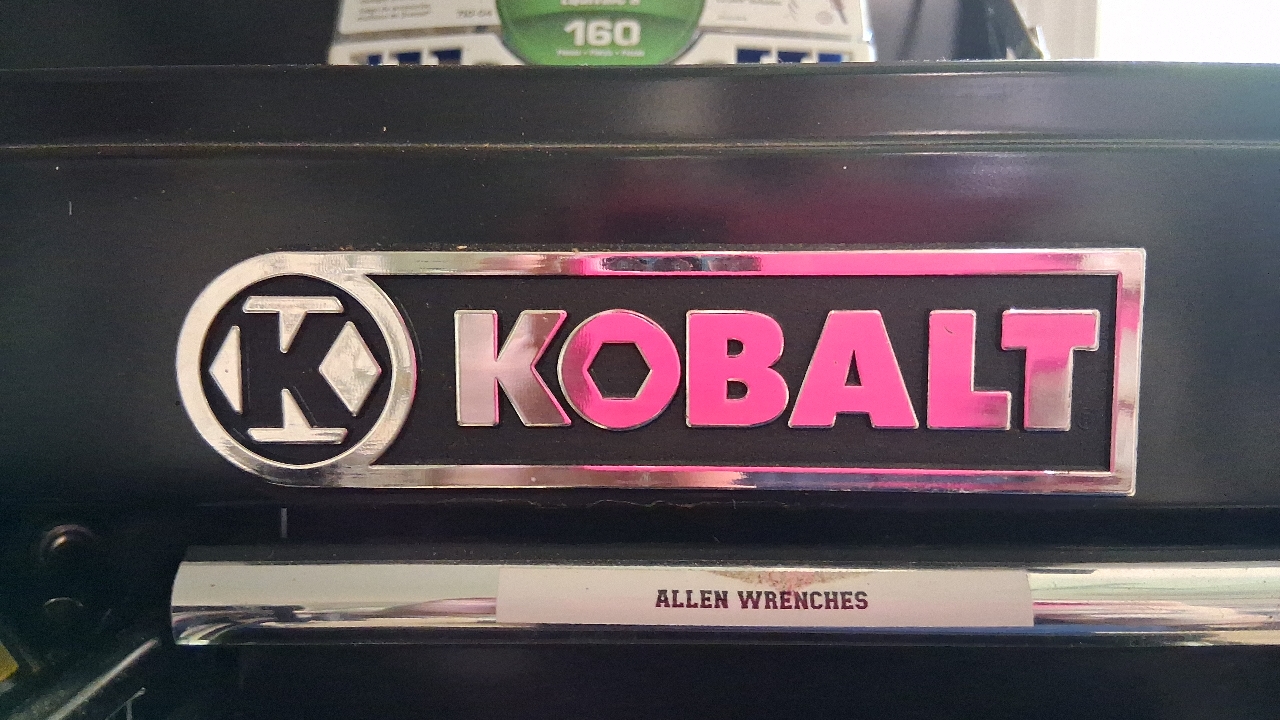 160
K
KOBALT
ALLEN WRENCHES